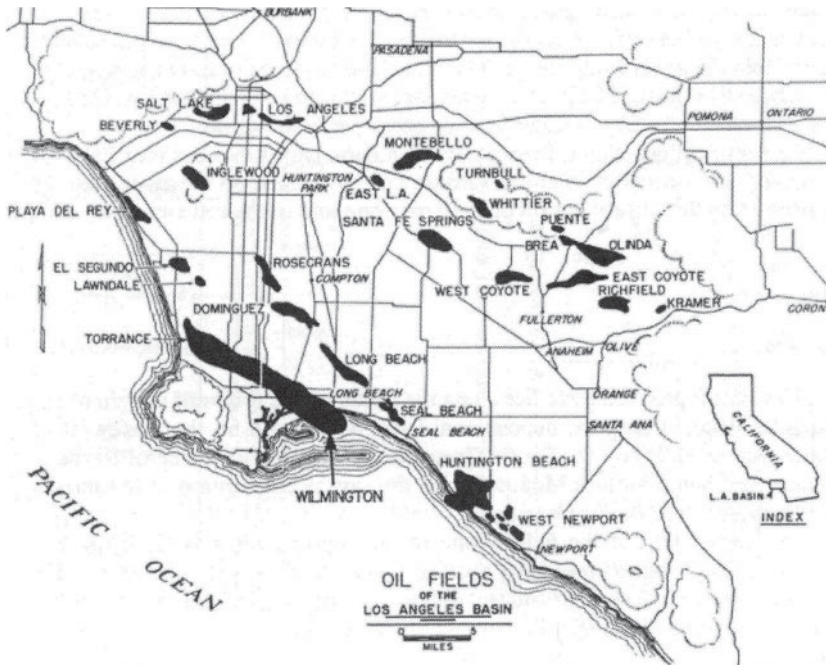 BURBANK
PASADENA
SALT LAKE
LOS ANGELES
BEVERLY
POMONA
ONTARIO
MONTEBELLO
INGLEWOOD
HUNTINGTON
PARK
TURNBULL
EAST L.A.
WHITTIER
PLAYA DEL REY
SANTA FE SPRINGS
PUENTE
BREA
OLINDA
EL SEGUNDO
ROSECRANS
COMPTON
LAWNDALE
WEST COYOTE
EAST COYOTE
RICHFIELD
KRAMER
DOMINGUEZ
FULLERTON
CORON
TORRANCE
ANAHEIM
OLIVE
LONG BEACH
LONG BEACH
ORANGE
SEAL BEACH
SEAL BEACH
SANTA ANA
CALIFORNIA
HUNTINGTON BEACH
L.A. BASIN
INDEX
WILMINGTON
WEST NEWPORT
NEWPORT
PACIFIC
OCEAN
OIL FIELDS
OF THE
LOS ANGELES BASIN
0 5
MILES